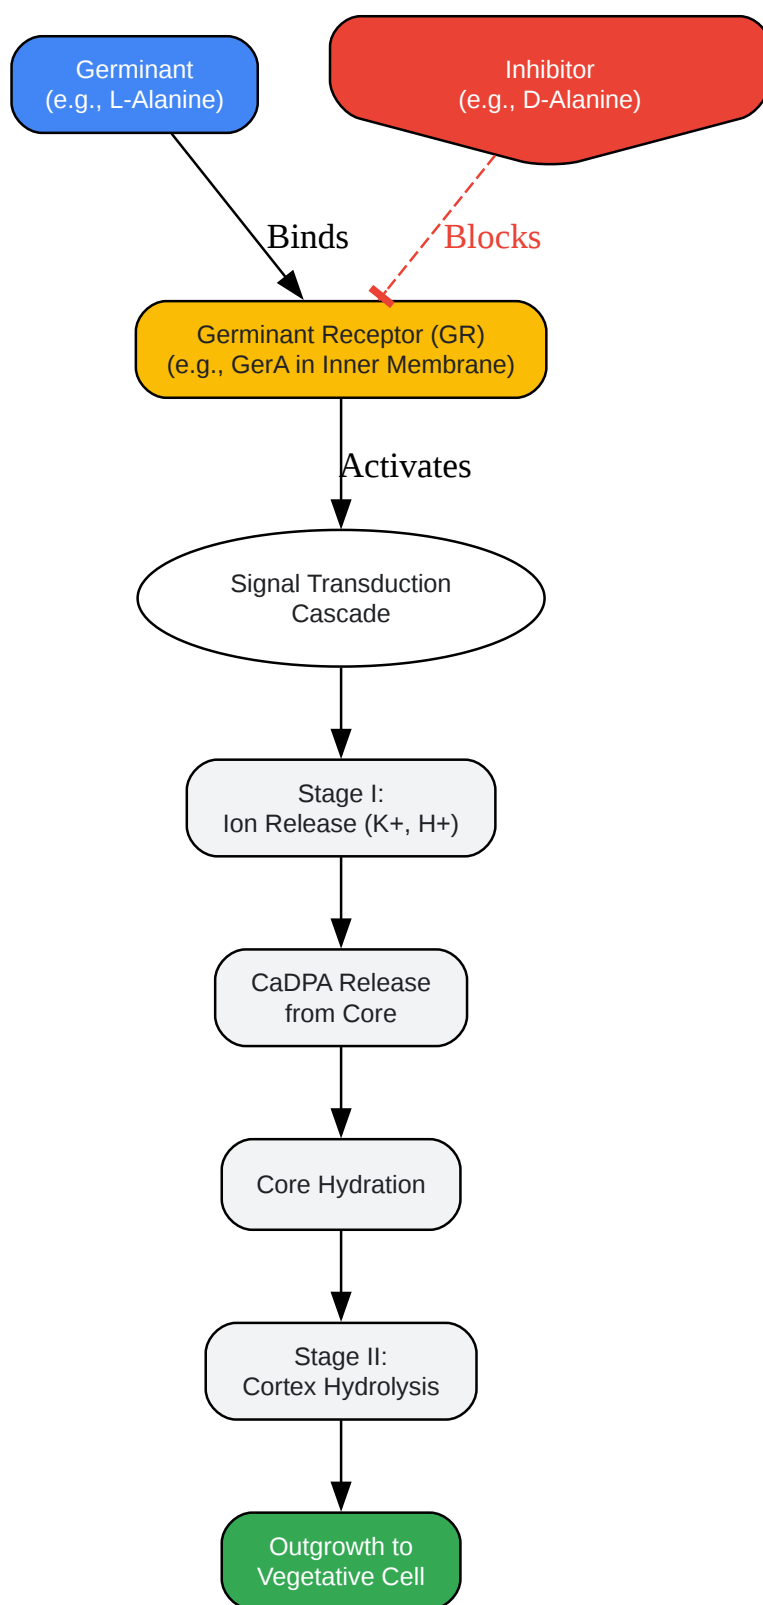 Germinant
(e.g., L-Alanine)
Inhibitor
(e.g., D-Alanine)
Binds
Blocks
Germinant Receptor (GR)
(e.g., GerA in Inner Membrane)
Activates
Signal Transduction
Cascade
Stage I:
Ion Release (K+, H+)
CaDPA Release
from Core
Core Hydration
Stage II:
Cortex Hydrolysis
Outgrowth to
Vegetative Cell